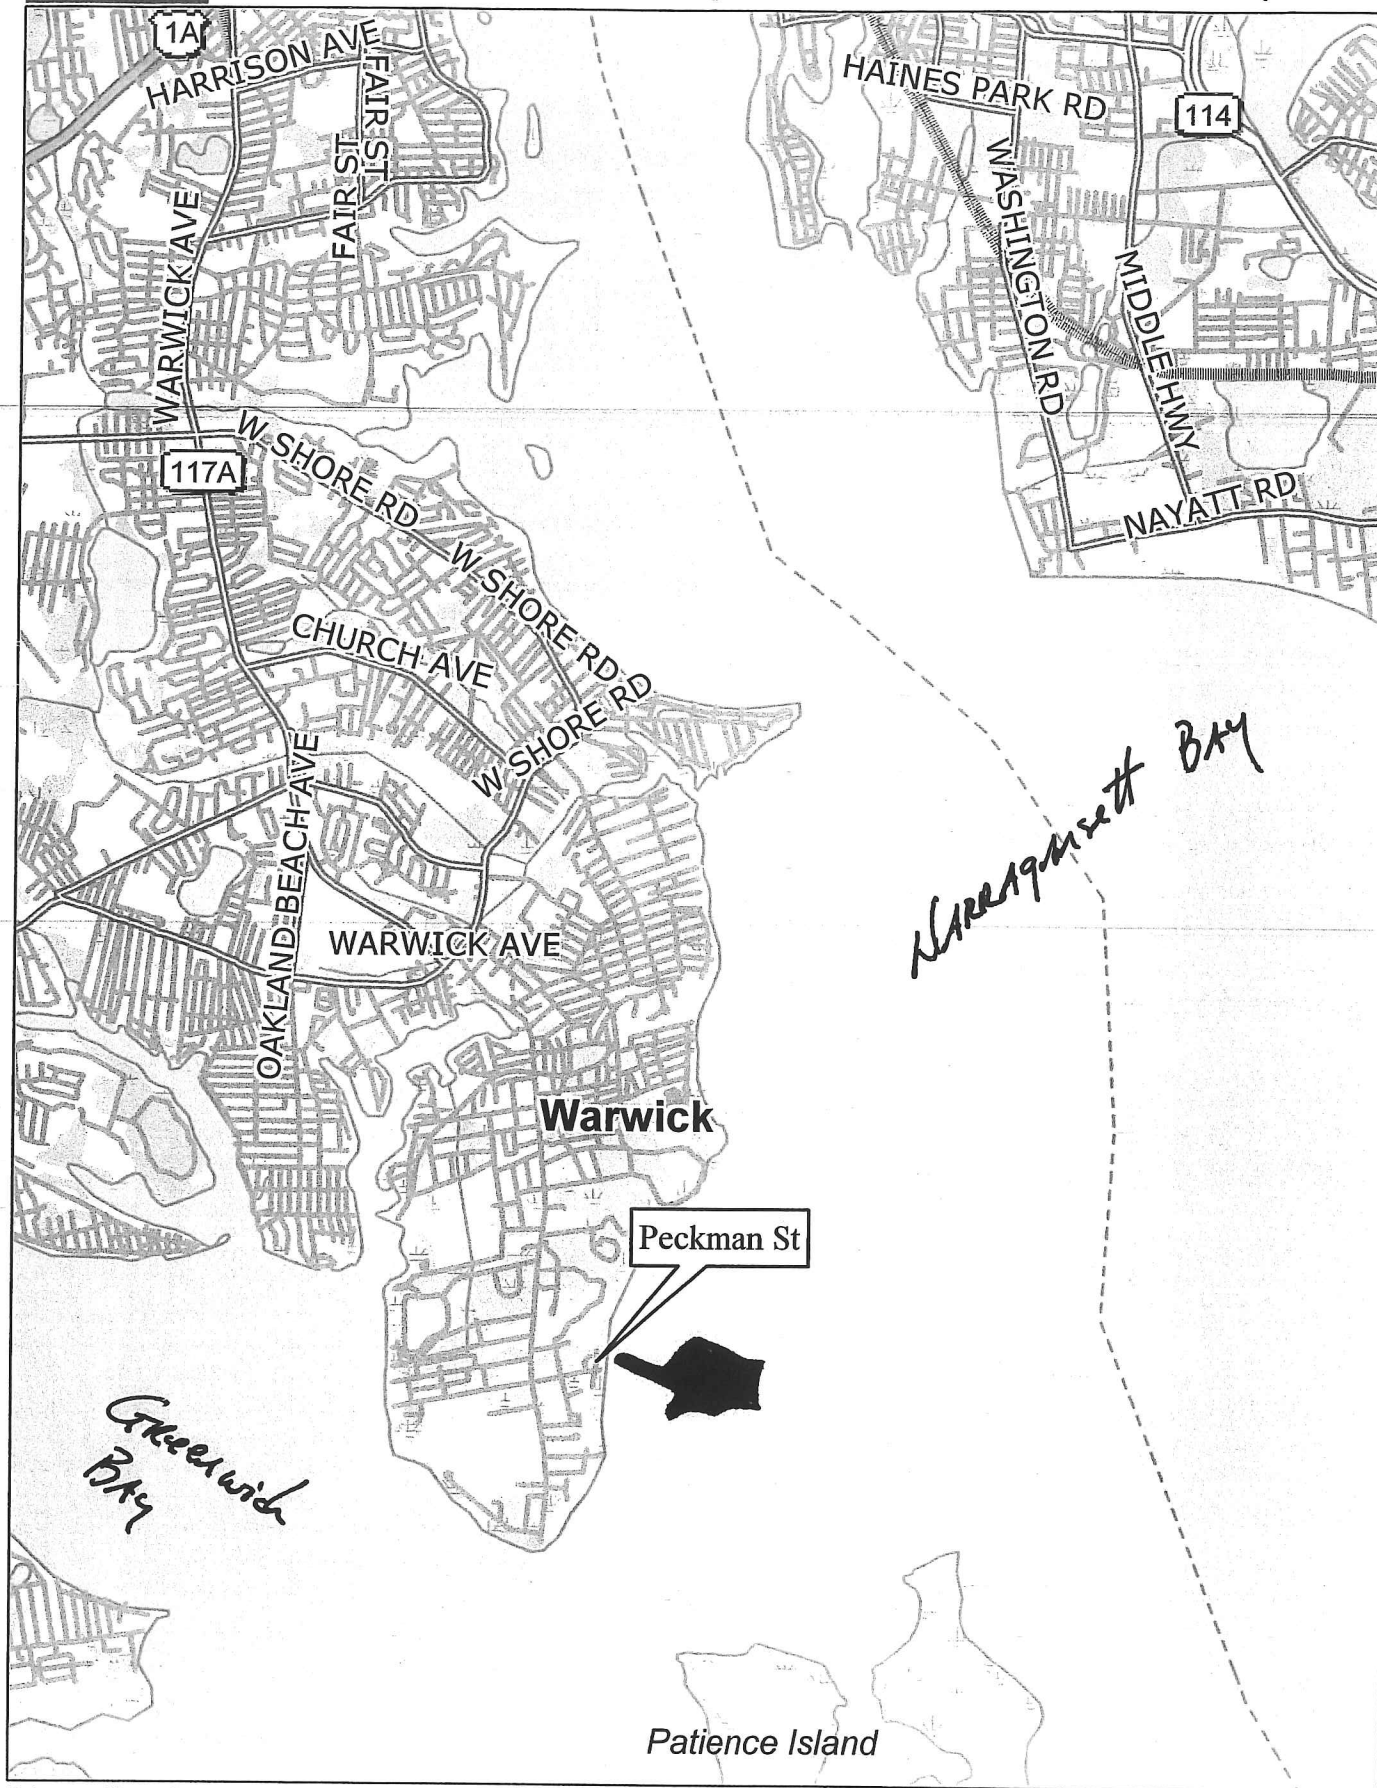 1A
HARRISON AVE
FAIR ST
FAIR ST
HAINES PARK RD
114
WARWICK AVE
WASHINGTON RD
MIDDLE HWY
W SHORE RD
117A
NAYATT RD
W SHORE RD
CHURCH AVE
RD
W SHORE RD
OAKLAND BEACH AVE
Narragansett Bay
WARWICK AVE
Warwick
Peckman St
Greenwich
Bay
Patience Island